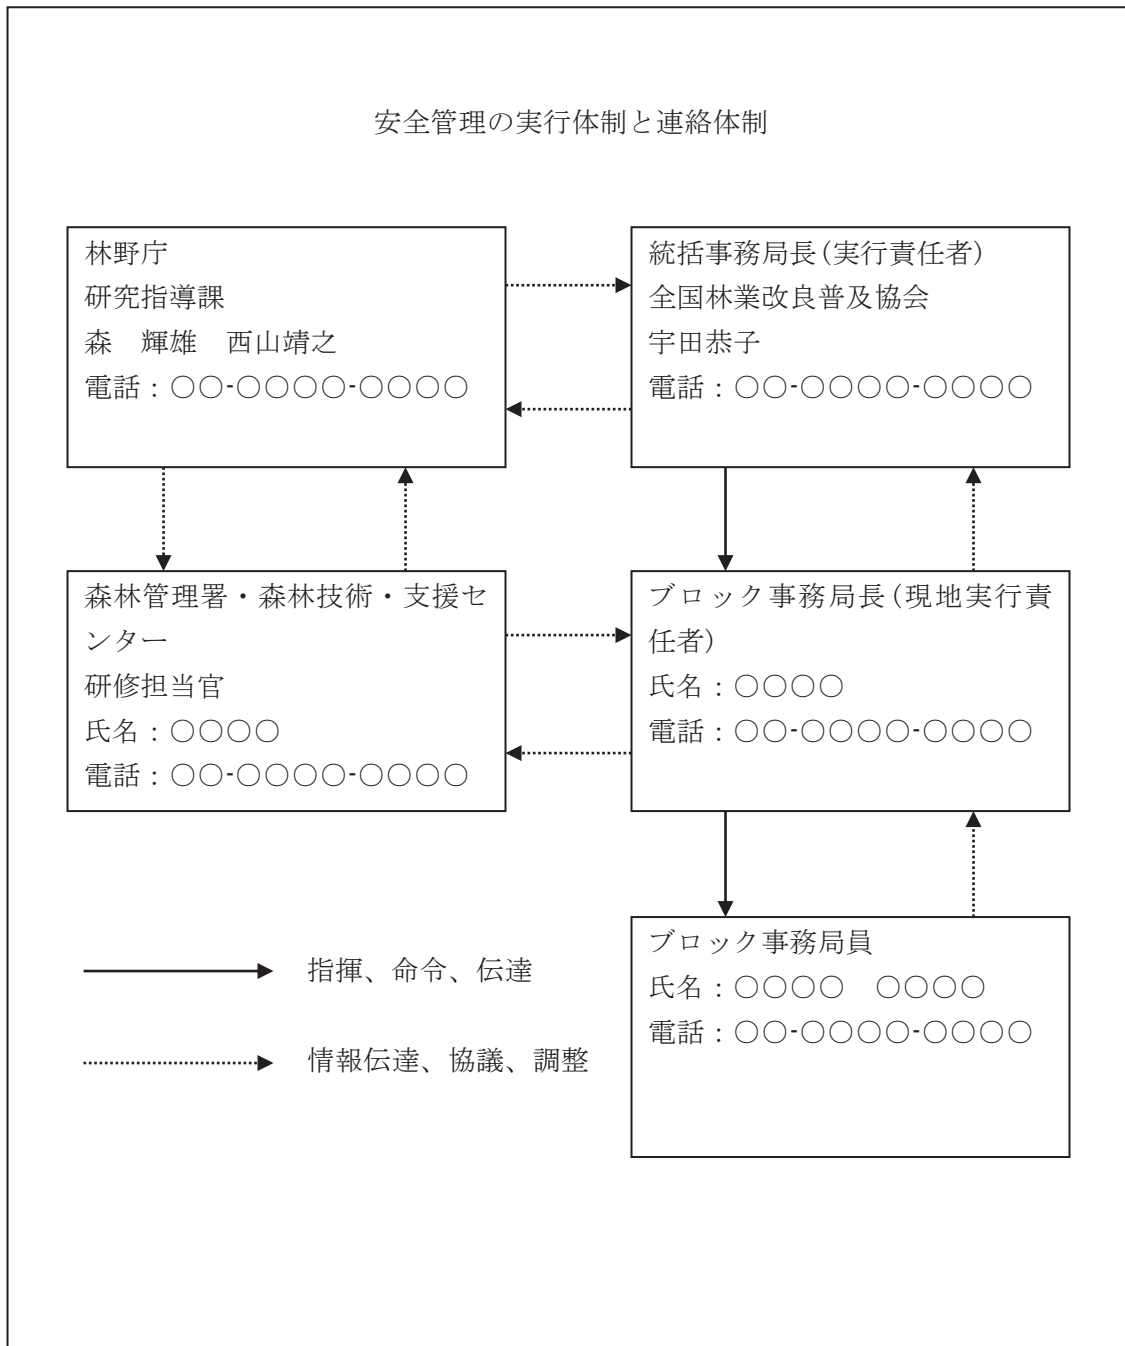 安全管理の実行体制と連絡体制
林野庁
研究指導課
森　輝雄　西山靖之
電話：○○-○○○○-○○○○
統括事務局長(実行責任者)
全国林業改良普及協会
宇田恭子
電話：○○-○○○○-○○○○
森林管理署・森林技術・支援セ
ンター
研修担当官
氏名：○○○○
電話：○○-○○○○-○○○○
ブロック事務局長(現地実行責
任者)
氏名：○○○○
電話：○○-○○○○-○○○○
ブロック事務局員
氏名：○○○○　○○○○
電話：○○-○○○○-○○○○
指揮、命令、伝達
情報伝達、協議、調整